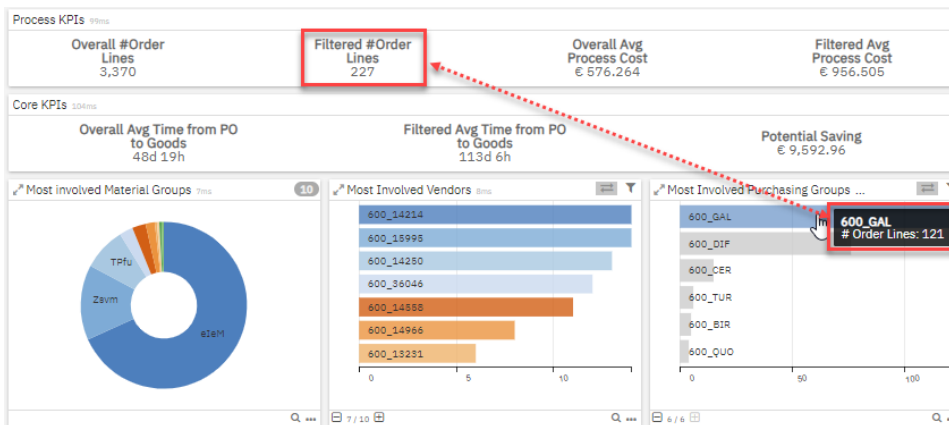 Process KPIs 99ms
Overall #Order
Lines
3,370
Filtered #Order
Lines
227
Overall Avg
Process Cost
€ 576.264
Filtered Avg
Process Cost
€ 956.505
Core KPIs 104ms
Overall Avg Time from PO
to Goods
48d 19h
Filtered Avg Time from PO
to Goods
113d 6h
Potential Saving
€ 9,592.96
Most involved Material Groups 7ms
10
TPfu
Zsvm
eIeM
Most Involved Vendors 8ms
600_14214
600_15995
600_14250
600_36046
600_14558
600_14966
600_13231
0 5 10
7 / 10
Most Involved Purchasing Groups ...
600_GAL
600_DIF
600_CER
600_TUR
600_BIR
600_QUO
600_GAL
# Order Lines: 121
0 50 100
6 / 6